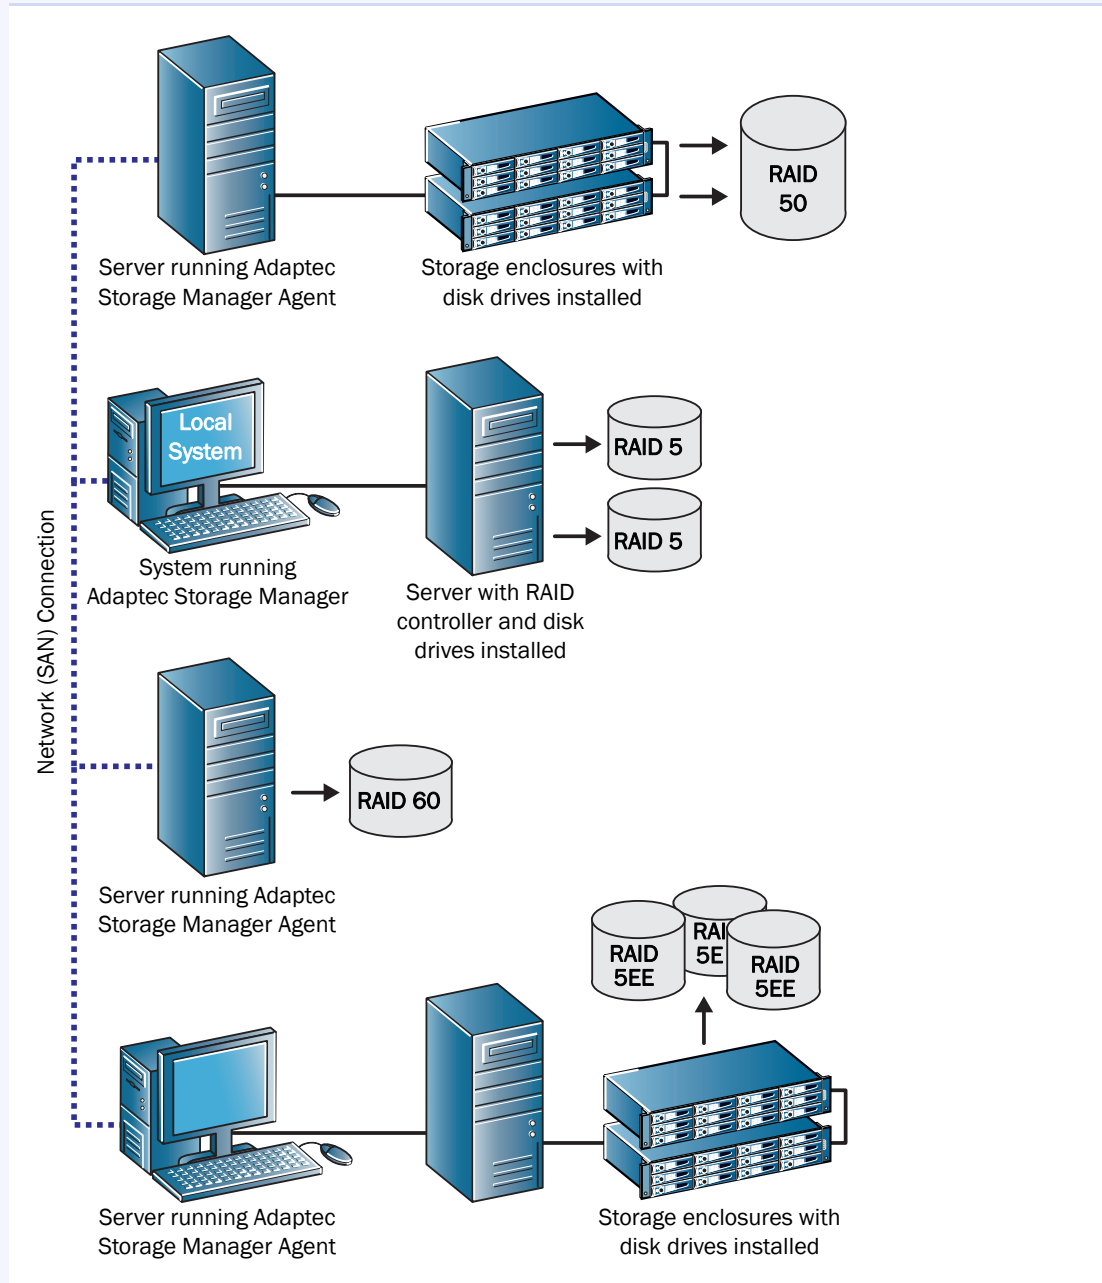 RAID
50
Server running Adaptec
Storage Manager Agent
Storage enclosures with
disk drives installed
Local
System
RAID 5
RAID 5
System running
Adaptec Storage Manager
Server with RAID
controller and disk
drives installed
Network (SAN) Connection
RAID 60
Server running Adaptec
Storage Manager Agent
RAID
5EE
RAI
5E
RAID
5EE
Server running Adaptec
Storage Manager Agent
Storage enclosures with
disk drives installed